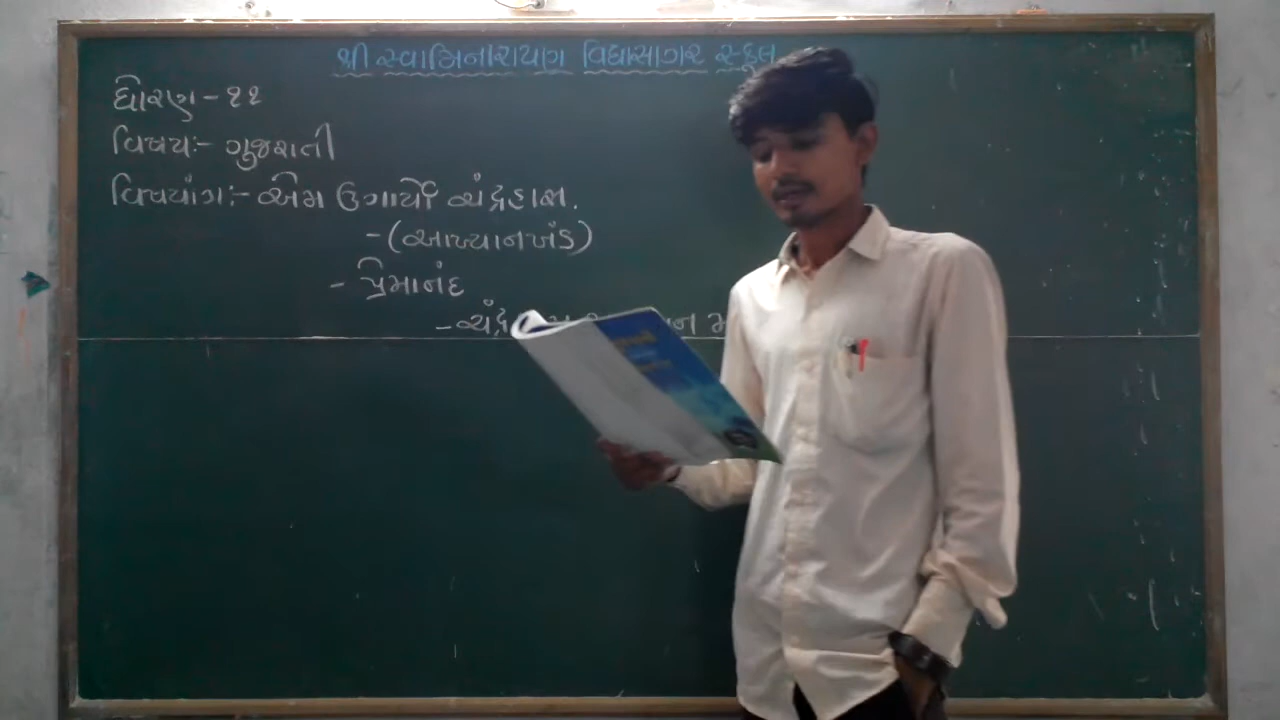 શ્રી સ્વામિનારાયણ વિદ્યાસાગર સ્કૂલ
ધોરણ - ૧૧
વિષય:- ગુજરાતી
વિષયાંગ:- એમ ઉગાર્યો ચંદ્રહાસ.
- (આખ્યાનખંડ)
- પ્રેમાનંદ